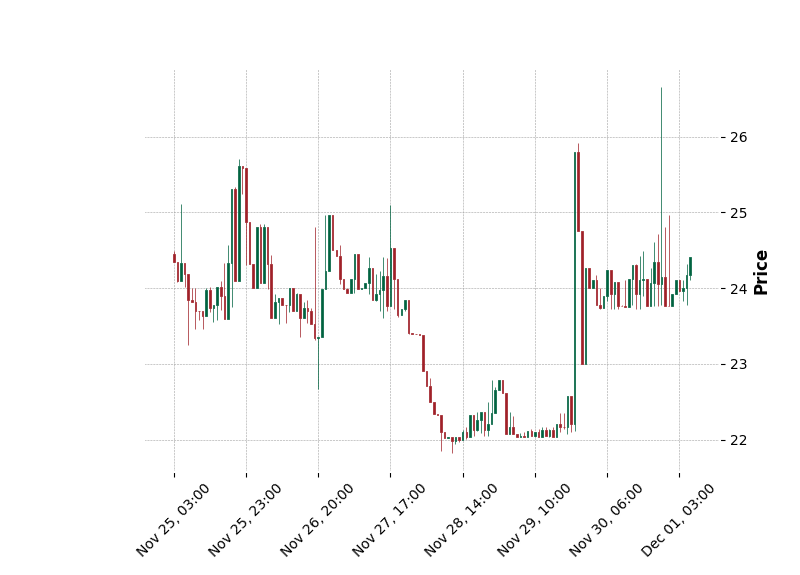 26
25
24
23
22
Price
Nov 25, 03:00
Nov 25, 23:00
Nov 26, 20:00
Nov 27, 17:00
Nov 28, 14:00
Nov 29, 10:00
Nov 30, 06:00
Dec 01, 03:00